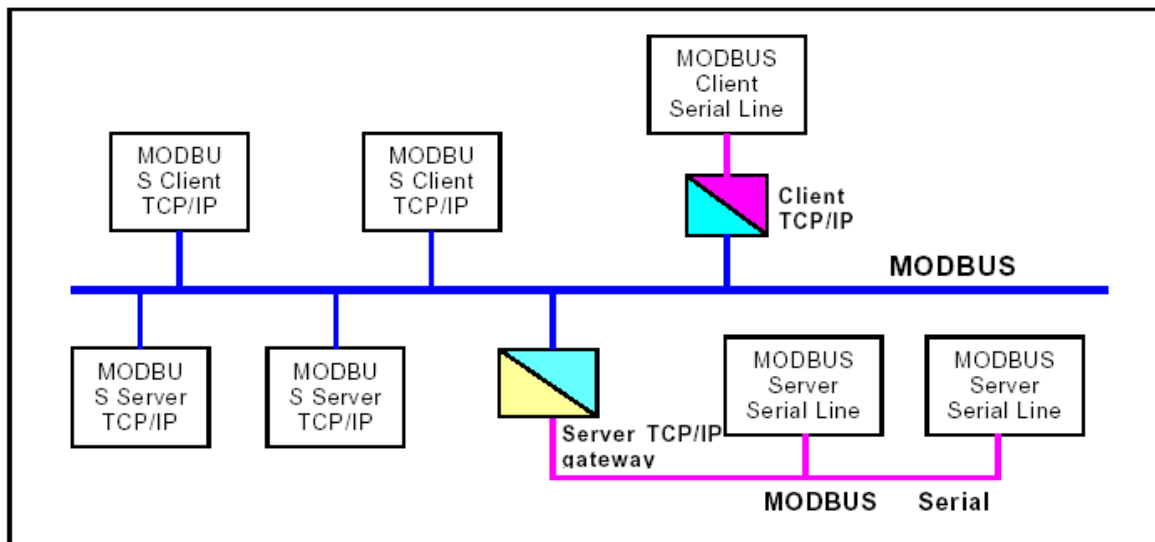 MODBUS
Client
Serial Line
MODBU
S Client
TCP/IP
MODBU
S Client
TCP/IP
Client
TCP/IP
MODBUS
MODBU
S Server
TCP/IP
MODBU
S Server
TCP/IP
Server TCP/IP
gateway
MODBUS
Server
Serial Line
MODBUS
Server
Serial Line
MODBUS Serial